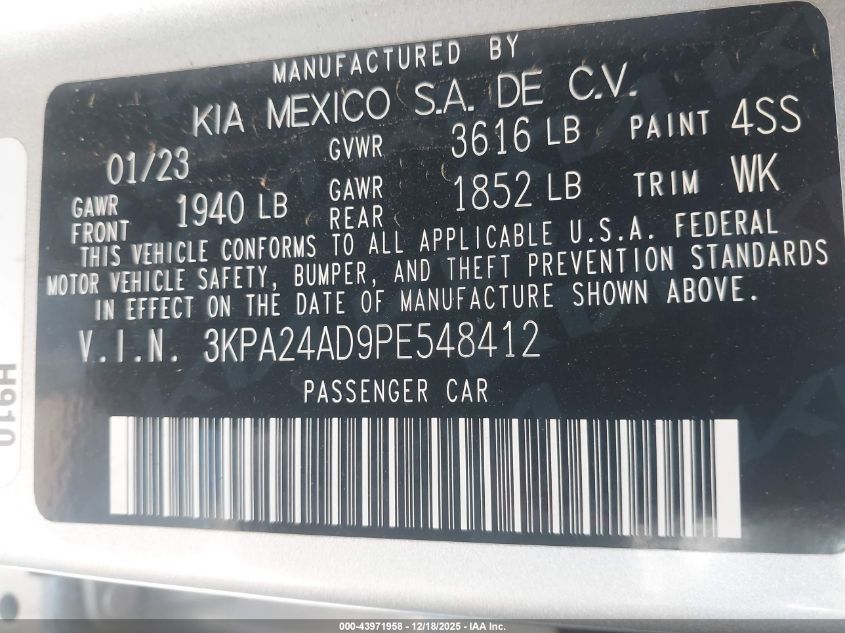 MANUFACTURED BY
KIA MEXICO S.A. DE C.V.
01/23 GVWR 3616 LB PAINT 4SS
GAWR FRONT 1940 LB GAWR REAR 1852 LB TRIM WK
THIS VEHICLE CONFORMS TO ALL APPLICABLE U.S.A. FEDERAL
MOTOR VEHICLE SAFETY, BUMPER, AND THEFT PREVENTION STANDARDS
IN EFFECT ON THE DATE OF MANUFACTURE SHOWN ABOVE.
V.I.N. 3KPA24AD9PE548412
PASSENGER CAR
H910
000-43971958 - 12/18/2025 - IAA Inc.